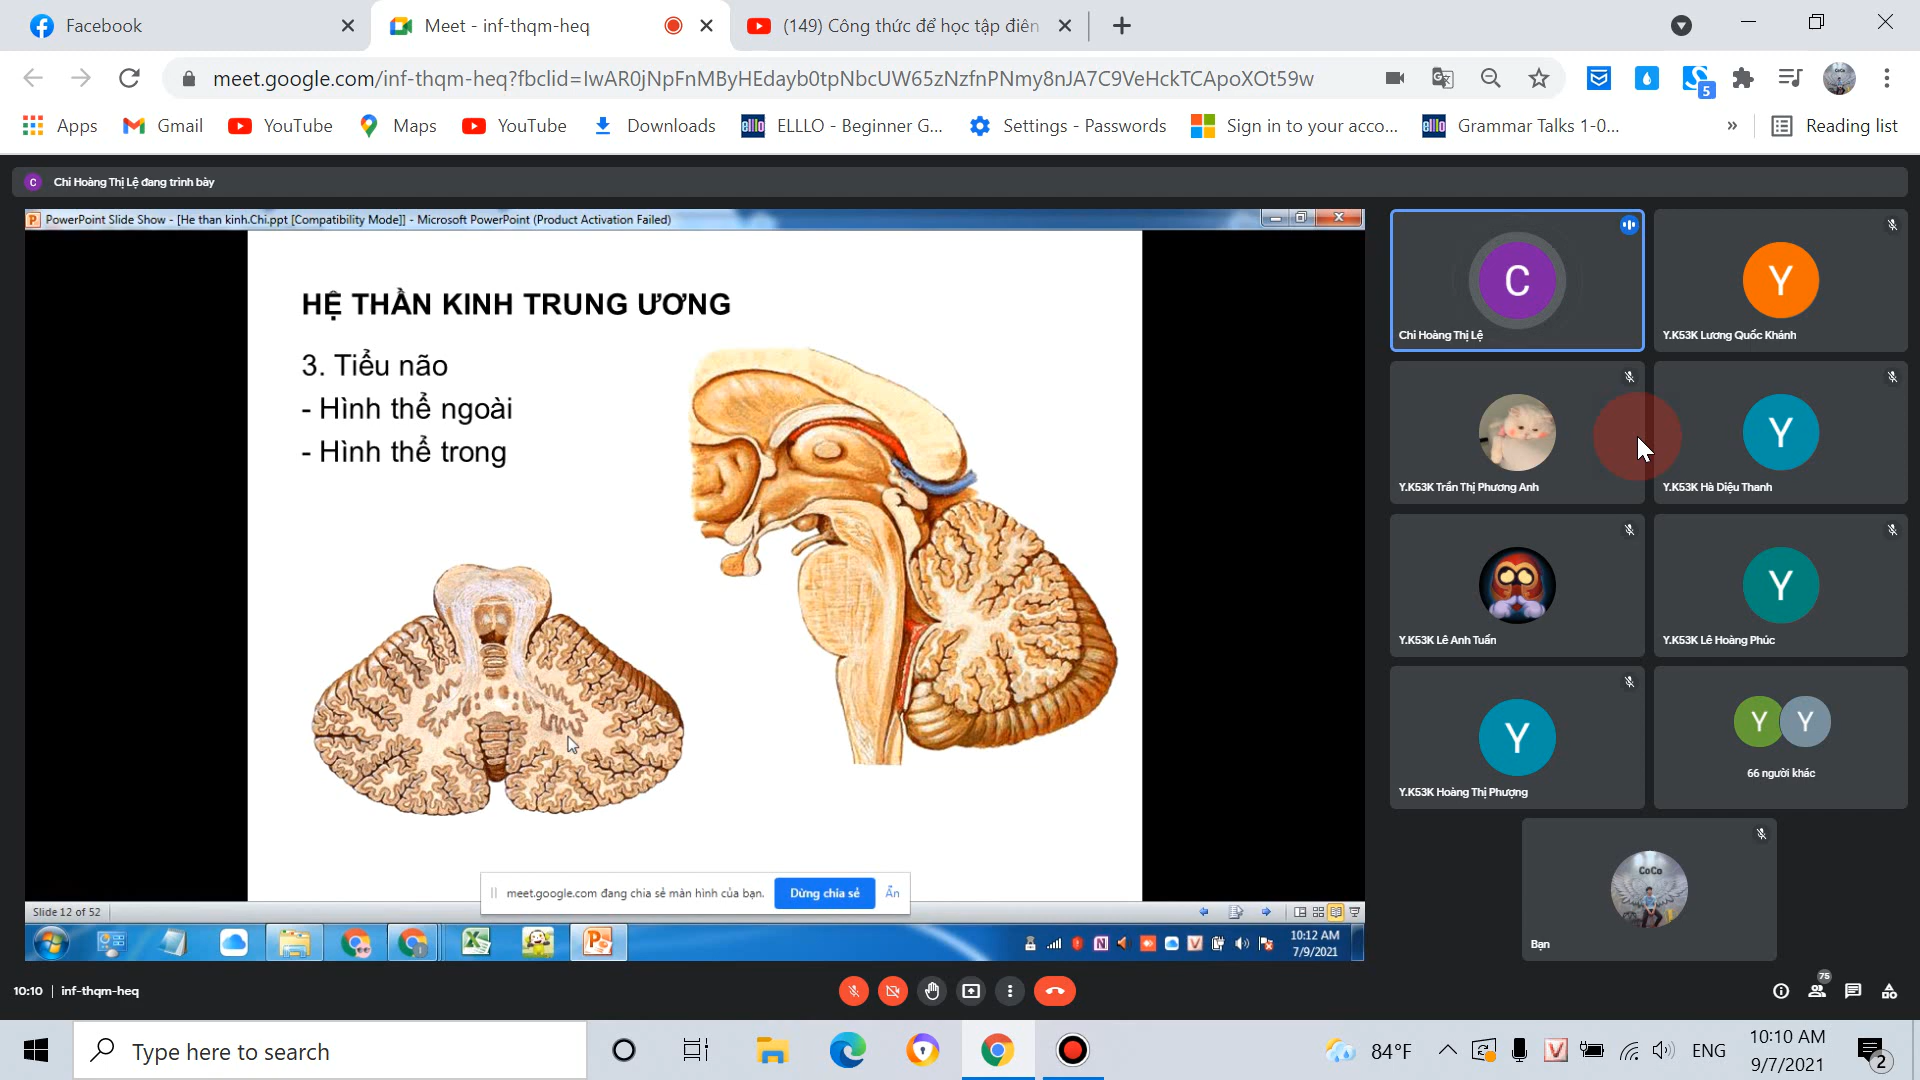 Facebook
Meet - inf-thqm-heq
(149) Công thức để học tập điên
meet.google.com/inf-thqm-heq?fbclid=IwAR0jNpFnMByHEdayb0tpNbcUW65zNzfnPNmy8nJA7C9VeHckTCApoXOt59w
5
Apps
Gmail
YouTube
Maps
YouTube
Downloads
elllo
ELLLO - Beginner G...
Settings - Passwords
Sign in to your acco...
elllo
Grammar Talks 1-0...
»
Reading list
C
Chi Hoàng Thị Lệ đang trình bày
PowerPoint Slide Show - [He than kinh.Chi.ppt [Compatibility Mode]] - Microsoft PowerPoint (Product Activation Failed)
HỆ THẦN KINH TRUNG ƯƠNG
3. Tiểu não
- Hình thể ngoài
- Hình thể trong
meet.google.com đang chia sẻ màn hình của bạn.
Dừng chia sẻ
Ẩn
Slide 12 of 52
10:12 AM
7/9/2021
C
Chi Hoàng Thị Lệ
Y
Y.K53K Lương Quốc Khánh
Y.K53K Trần Thị Phương Anh
Y
Y.K53K Hà Diệu Thanh
Y.K53K Lê Anh Tuấn
Y
Y.K53K Lê Hoàng Phúc
Y
Y.K53K Hoàng Thị Phượng
Y
Y
66 người khác
CoCo
Bạn
10:10 | inf-thqm-heq
75
Type here to search
84°F
ENG
10:10 AM
9/7/2021
2